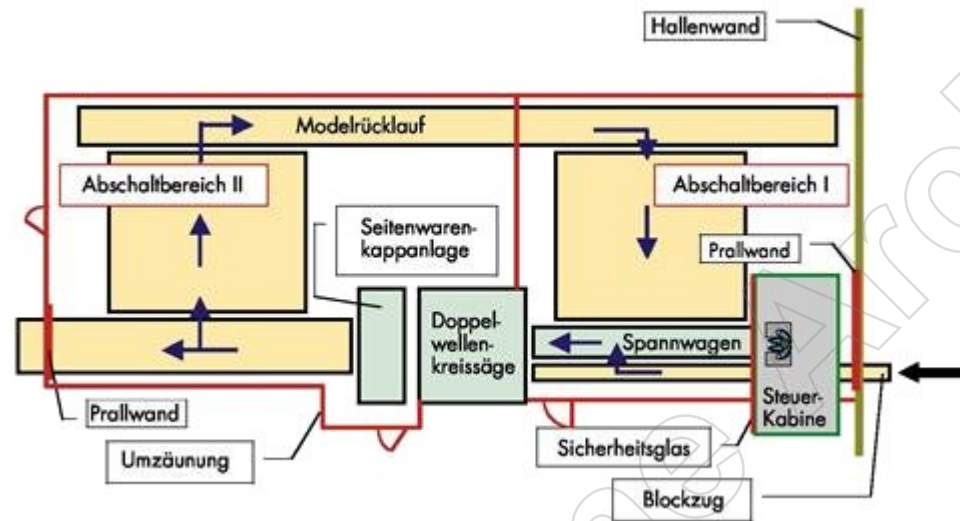 Hallenwand
Modelrücklauf
Abschaltbereich II
Abschaltbereich I
Seitenwaren-
kappanlage
Prallwand
Doppel-
wellen-
kreissäge
Spannwagen
Steuer-
Kabine
Prallwand
Umzäunung
Sicherheitsglas
Blockzug